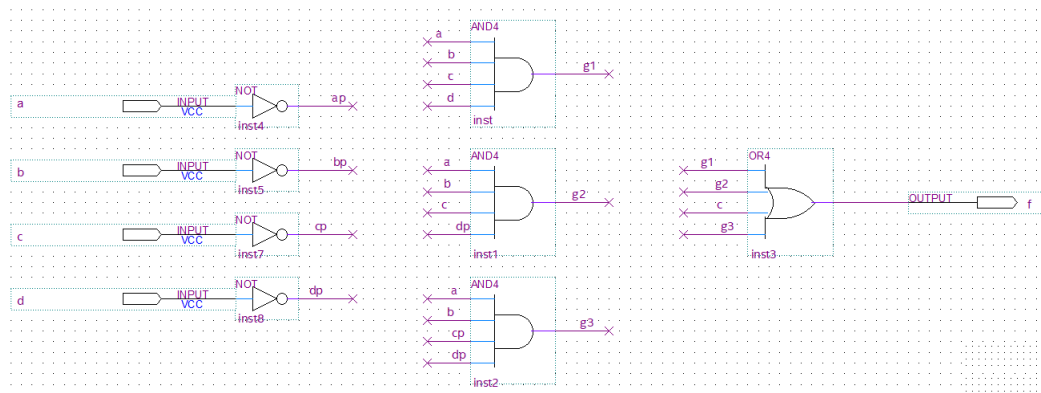 a
INPUT
VCC
NOT
inst4
ap
b
INPUT
VCC
NOT
inst5
bp
c
INPUT
VCC
NOT
inst7
cp
d
INPUT
VCC
NOT
inst8
dp
AND4
a
b
c
d
inst
g1
AND4
a
b
c
dp
inst1
g2
AND4
a
b
cp
dp
inst2
g3
OR4
g1
g2
c
g3
inst3
OUTPUT
f